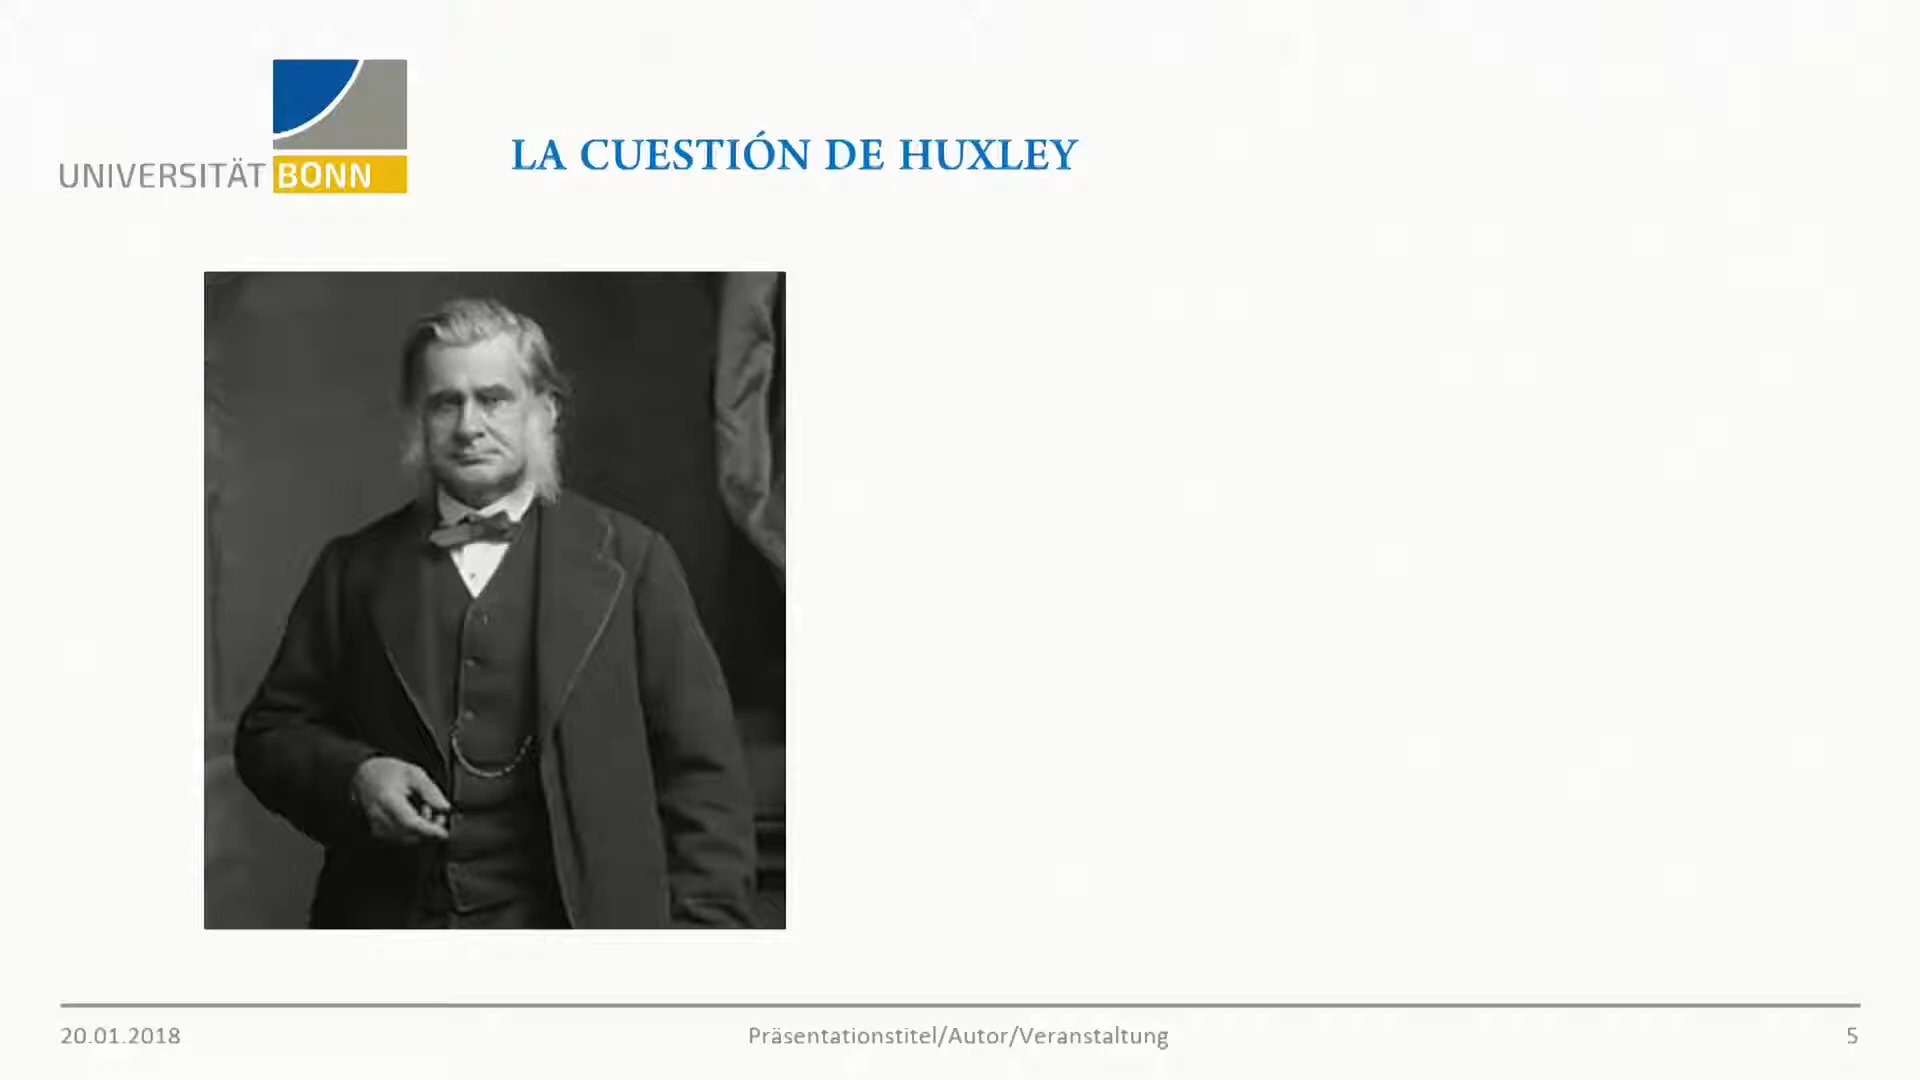 UNIVERSITÄT BONN
LA CUESTIÓN DE HUXLEY
20.01.2018
Präsentationstitel/Autor/Veranstaltung
5